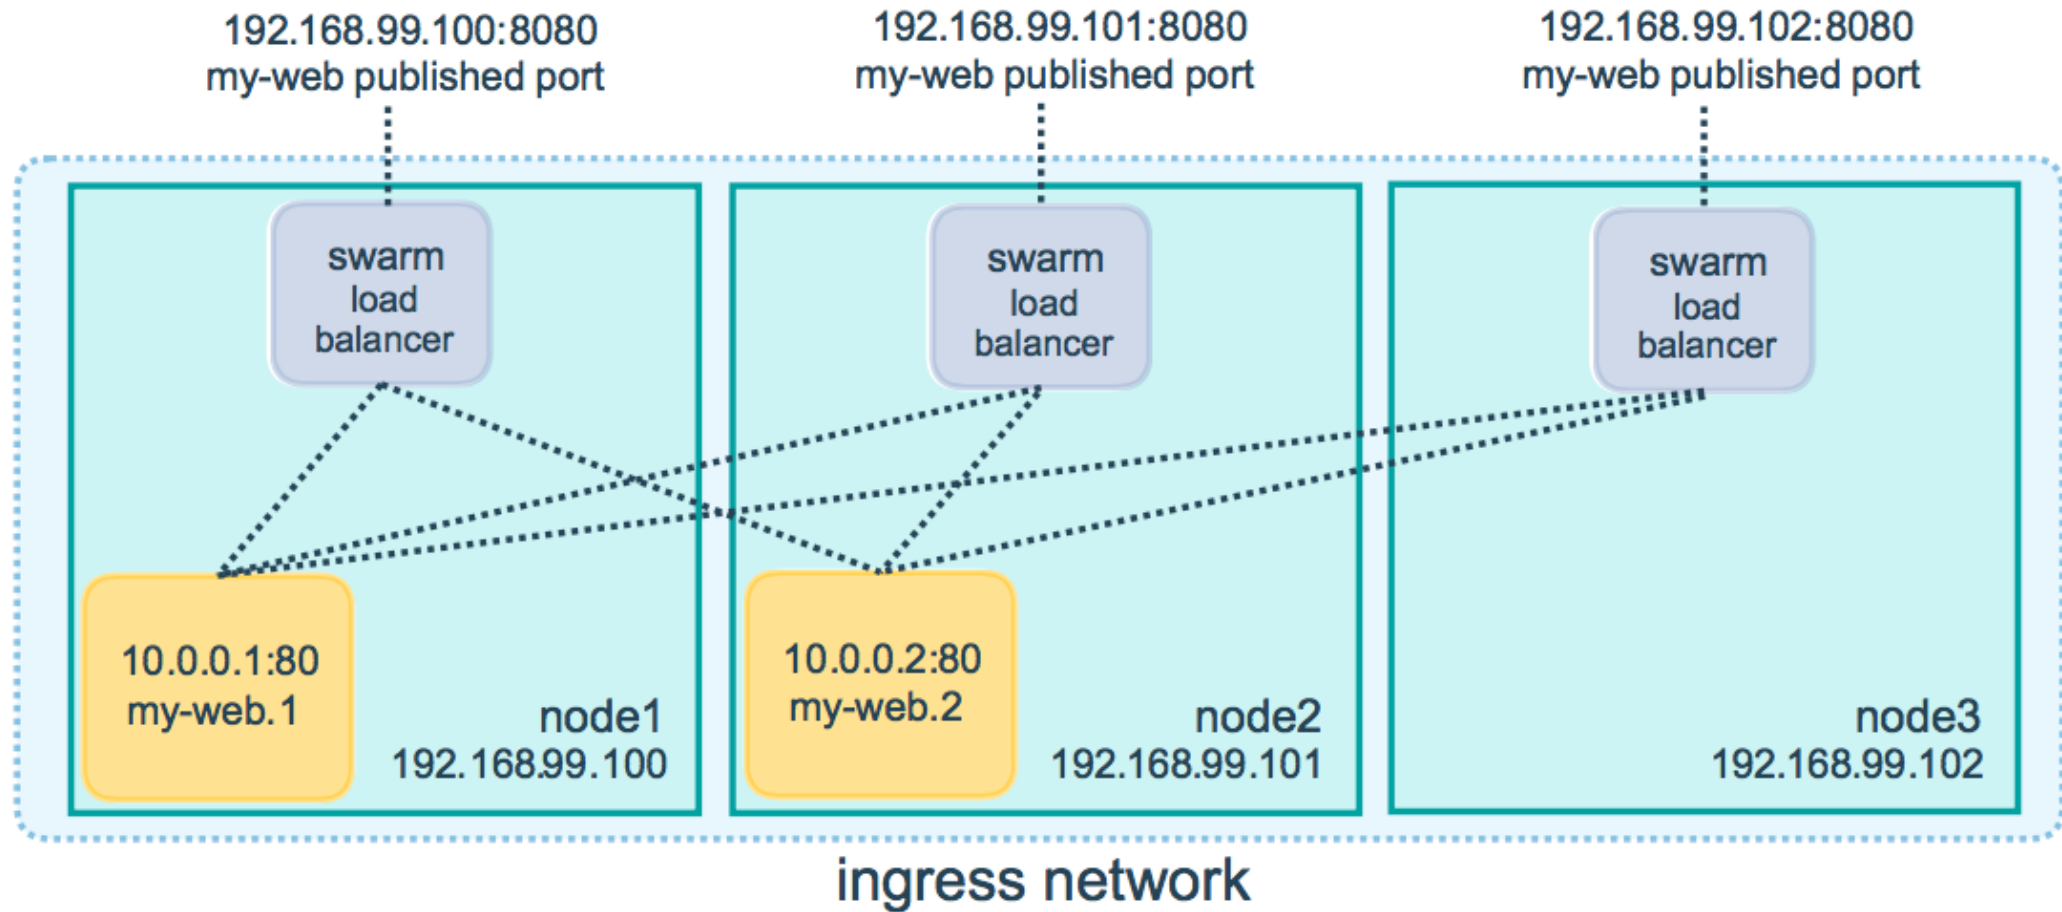 192.168.99.100:8080
my-web published port
192.168.99.101:8080
my-web published port
192.168.99.102:8080
my-web published port
swarm
load
balancer
swarm
load
balancer
swarm
load
balancer
10.0.0.1:80
my-web.1
node1
192.168.99.100
10.0.0.2:80
my-web.2
node2
192.168.99.101
node3
192.168.99.102
ingress network